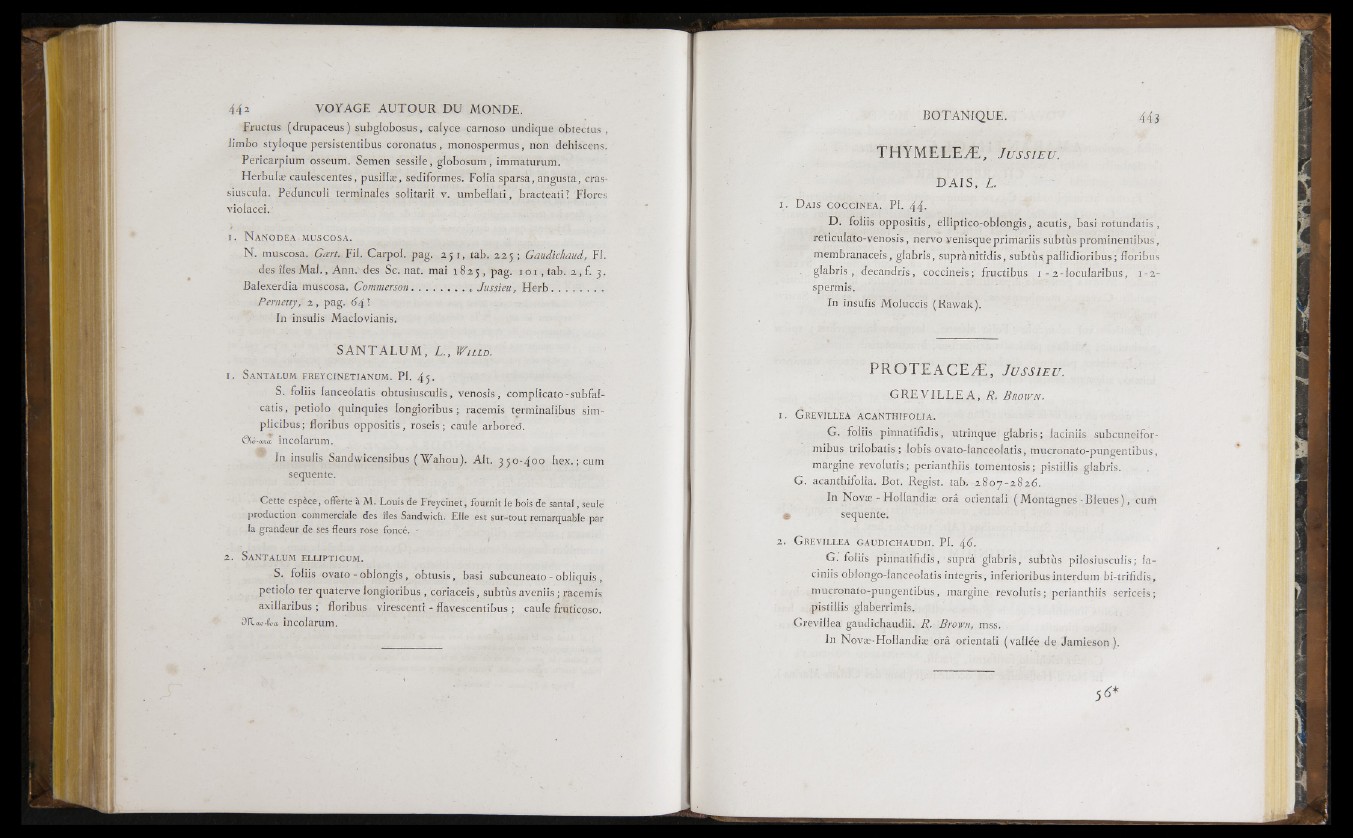 442 VOYAGE AUTOUR DU MONDE.
Fructus (drupaceus) subglobosus, calyce carnoso undique obtectus,
limbo styloque persistentibus coronatus, monospermus, non dehiscens.
Pericarpium osseum. Semen sessile, globosum, immaturum.
Herbulæ caulescentes, pusillæ, sediformes. Folia sparsa, angusta, cras-
siuscula. Pedunculi terminales solitarii v. umbellati, bracteati? Flores
violacei.
1. NANODEA MUSCOSA.
N. muscosa. Gært. Fil. Carpol. pag. 251, tab. 225; Gaudichaud, Fl.
des îles Mal., Ann. des Sc. nat. mai 1825, pag. 101, tab. 2, f. 3.
Balexerdia muscosa. Commerson......... Jussieu, Herb........
Pernetty, 2, pag. 64?
In insulis Maclovianis.
SANTALUM, L., WILLD.
1. SANTALUM FREYCINETIANUM. Pl. 45.
S. foliis lanceolatis obtusiusculis, venosis, complicato-subfal-
catis, petiolo quinquies longioribus; racemis terminalibus sim-
plicibus; floribus oppositis, roseis; caule arboreo.
incolarum.
In insulis Sandwicensibus (Wahou). Alt. 350-400 hex.; cum
sequente.
Cette espèce, offerte à M. Louis de Freycinet, fournit le bois de santal, seule
production commerciale des îles Sandwich. Elle est sur-tout remarquable par
la grandeur de ses fleurs rose foncé.
2. SANTALUM ELLIPTICUM.
S. foliis ovato-oblongis, obtusis, basi subcuneato-obliquis,
petiolo ter quaterve longioribus, coriaceis, subtùs aveniis; racemis
axillaribus; floribus virescenti-flavescentibus; caule fruticoso.
incolarum.
BOTANIQUE. 443
THYMELEÆ, JUSSIEU.
DAIS, L.
1. DAIS COCCINEA. Pl. 44.
D. foliis oppositis, elliptico-oblongis, acutis, basi rotundatis,
reticulato-venosis, nervo venisque primariis subtùs prominentibus,
membranaceis, glabris, suprà nitidis, subtùs pallidioribus; floribus
glabris, decandris, coccineis; fructibus 1-2-locularibus, 1-2-
spermis.
In insulis Moluccis (Rawak).
PROTEACEÆ, JUSSIEU.
GREVILLEA, R. BROWN.
1. GREVILLEA ACANTHIFOLIA.
G. foliis pinnatifidis, utrinque glabris; laciniis subcuneifor-
mibus trilobatis; lobis ovato-lanceolatis, mucronato-pungentibus,
margine revolutis; perianthiis tomentosis; pistillis glabris.
G. acanthifolia. Bot. Regist. tab. 2807-2826.
In Novæ-Hollandiæ orâ orientali (Montagnes-Bleues), cum
sequente.
2. GREVILLEA GAUDICHAUDII. Pl. 46.
G. foliis pinnatifidis, suprà glabris, subtùs pilosiusculis; la-
ciniis oblongo-lanceolatis integris, inferioribus interdum bi-trifidis,
mucronato-pungentibus, margine revolutis; perianthiis sericeis;
pistillis glaberrimis.
Grevillea gaudichaudii. R. Brown, mss.
In Novæ-Hollandiæ orâ orientali (vallée de Jamieson).
56*